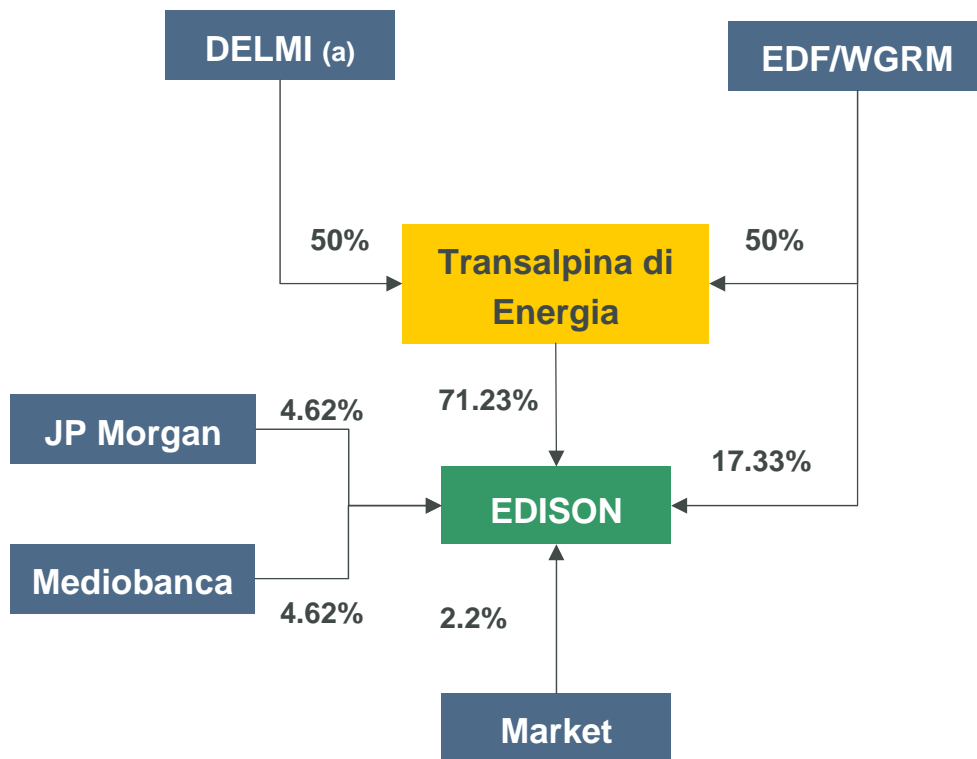 DELMI (a)
EDF/WGRM
50%
50%
Transalpina di
Energia
4.62%
71.23%
JP Morgan
17.33%
EDISON
Mediobanca
4.62%
2.2%
Market